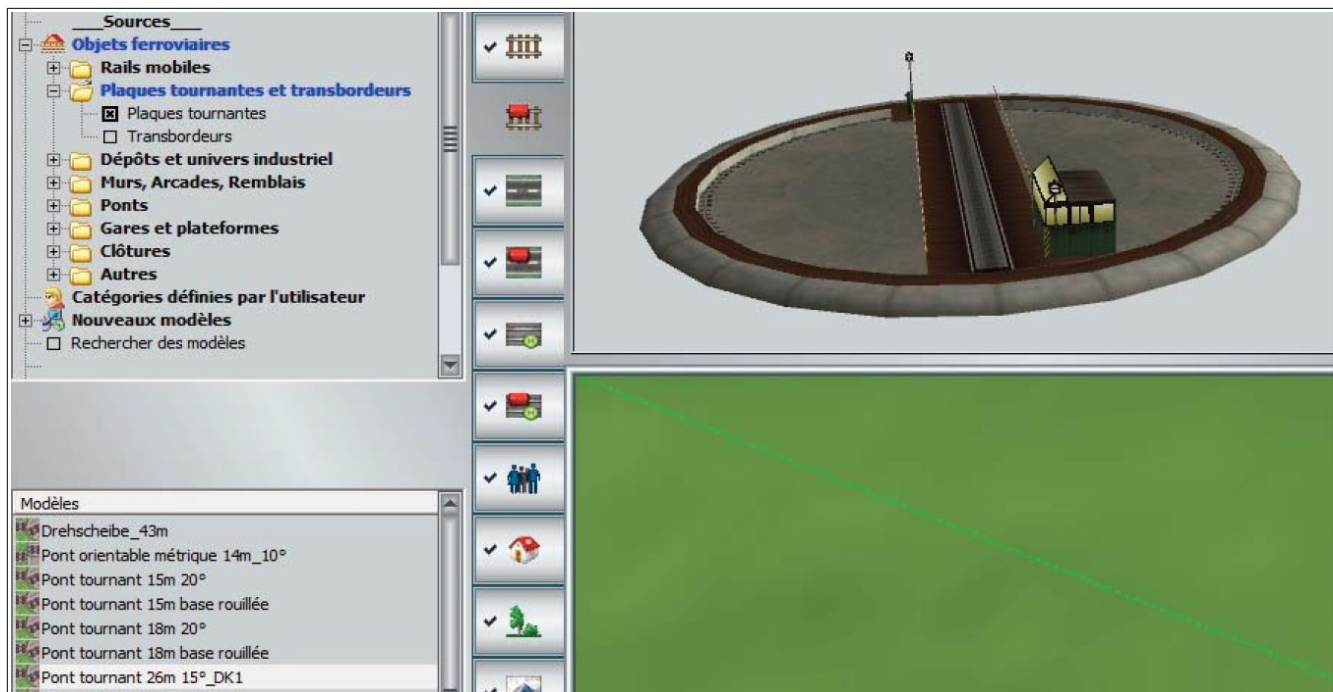 ___Sources___
Objets ferroviaires
Rails mobiles
Plaques tournantes et transbordeurs
Plaques tournantes
Transbordeurs
Dépôts et univers industriel
Murs, Arcades, Remblais
Ponts
Gares et plateformes
Clôtures
Autres
Catégories définies par l'utilisateur
Nouveaux modèles
Rechercher des modèles
Modèles
Drehscheibe_43m
Pont orientable métrique 14m_10°
Pont tournant 15m 20°
Pont tournant 15m base rouillée
Pont tournant 18m 20°
Pont tournant 18m base rouillée
Pont tournant 26m 15°_DK1